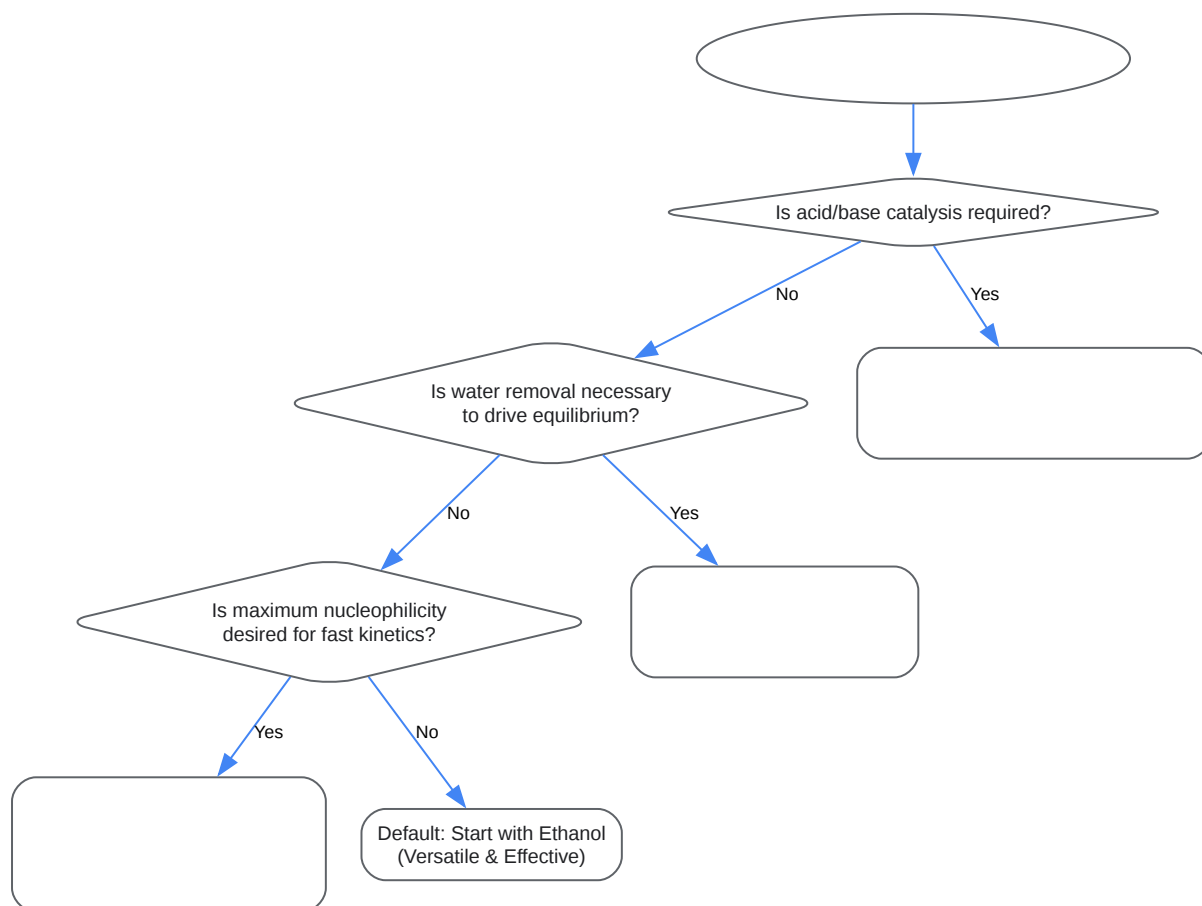 Is acid/base catalysis required?
No
Yes
Is water removal necessary
to drive equilibrium?
No
Yes
Is maximum nucleophilicity
desired for fast kinetics?
Yes
No
Default: Start with Ethanol
(Versatile & Effective)